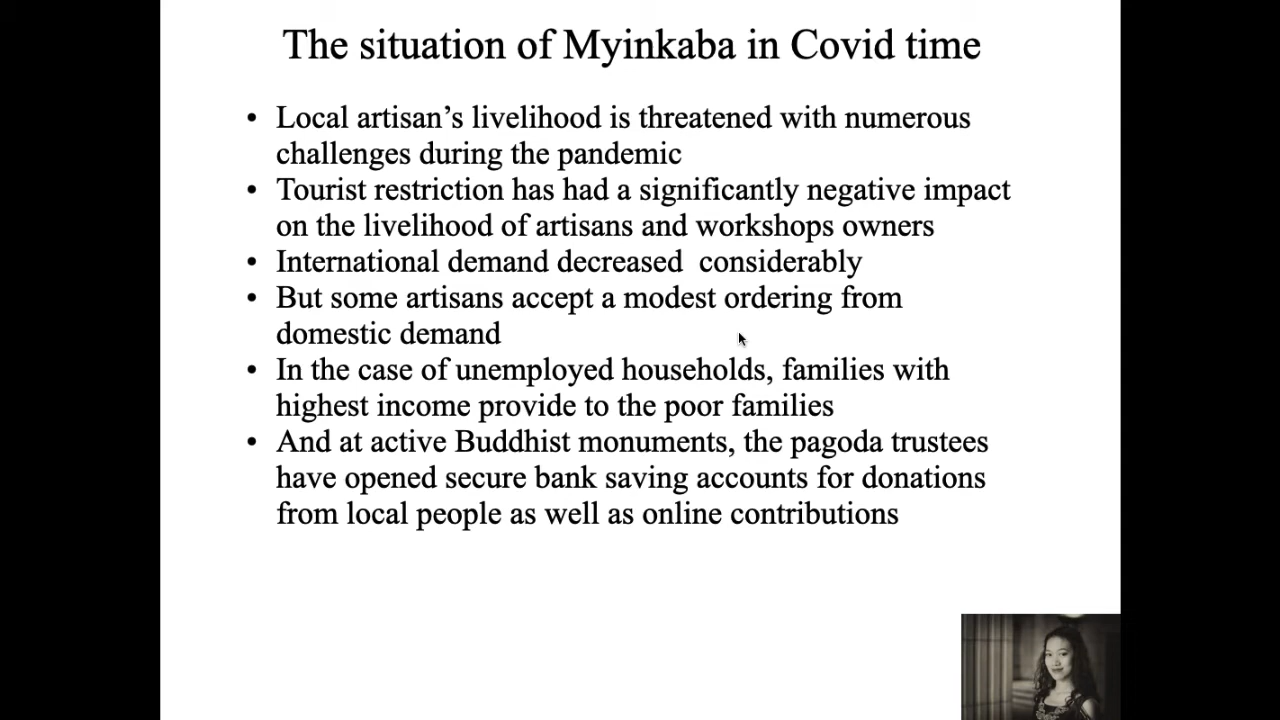 The situation of Myinkaba in Covid time
• Local artisan’s livelihood is threatened with numerous
challenges during the pandemic
• Tourist restriction has had a significantly negative impact
on the livelihood of artisans and workshops owners
• International demand decreased  considerably
• But some artisans accept a modest ordering from
domestic demand
• In the case of unemployed households, families with
highest income provide to the poor families
• And at active Buddhist monuments, the pagoda trustees
have opened secure bank saving accounts for donations
from local people as well as online contributions